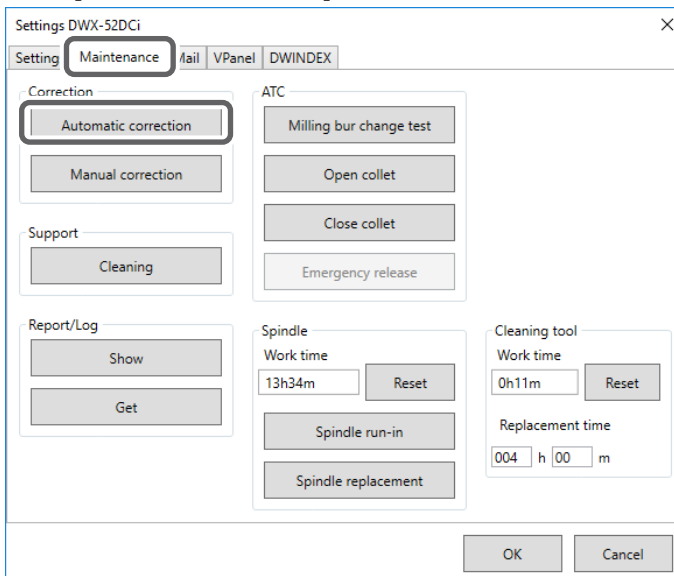 Settings DWX-52DCi
Setting Maintenance Mail VPanel DWINDEX
Correction
Automatic correction
Manual correction
Support
Cleaning
Report/Log
Show
Get
ATC
Milling bur change test
Open collet
Close collet
Emergency release
Spindle
Work time
13h34m Reset
Spindle run-in
Spindle replacement
Cleaning tool
Work time
0h11m Reset
Replacement time
004 h 00 m
OK Cancel